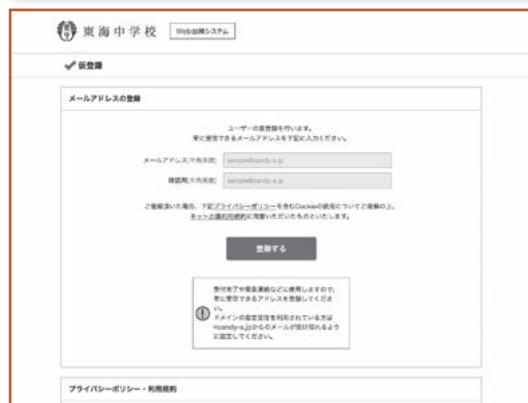 東海中学校 Web出願システム
仮登録
メールアドレスの登録
ユーザーの仮登録を行います。
常に受信できるメールアドレスを下記に入力ください。
メールアドレス[半角英数] sample@candy-s.jp
確認用[半角英数] sample@candy-s.jp
ご登録頂いた場合、下記プライバシーポリシーを含むCookieの使用についてご理解の上、
ネット出願利用規約に同意いただいたものといたします。
登録する
受付完了や緊急連絡などに使用しますので、
常に受信できるアドレスを登録してくださ
い。
ドメインの指定受信を利用されている方は
@candy-s.jpからのメールが受け取れるよう
に設定してください。
プライバシーポリシー・利用規約